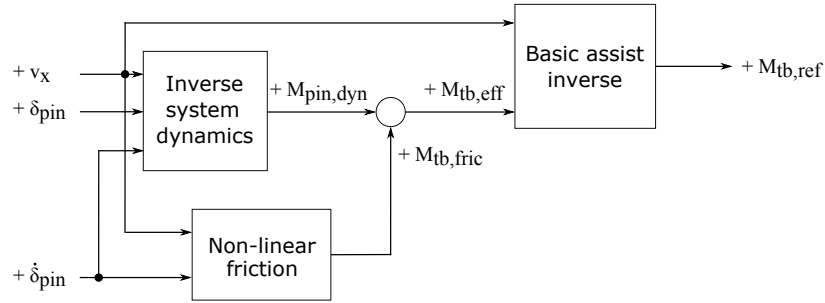 + vx
+ δpin
+ δ̇pin
Inverse
system
dynamics
+ Mpin,dyn
+ Mtb,eff
+ Mtb,fric
Non-linear
friction
Basic assist
inverse
+ Mtb,ref